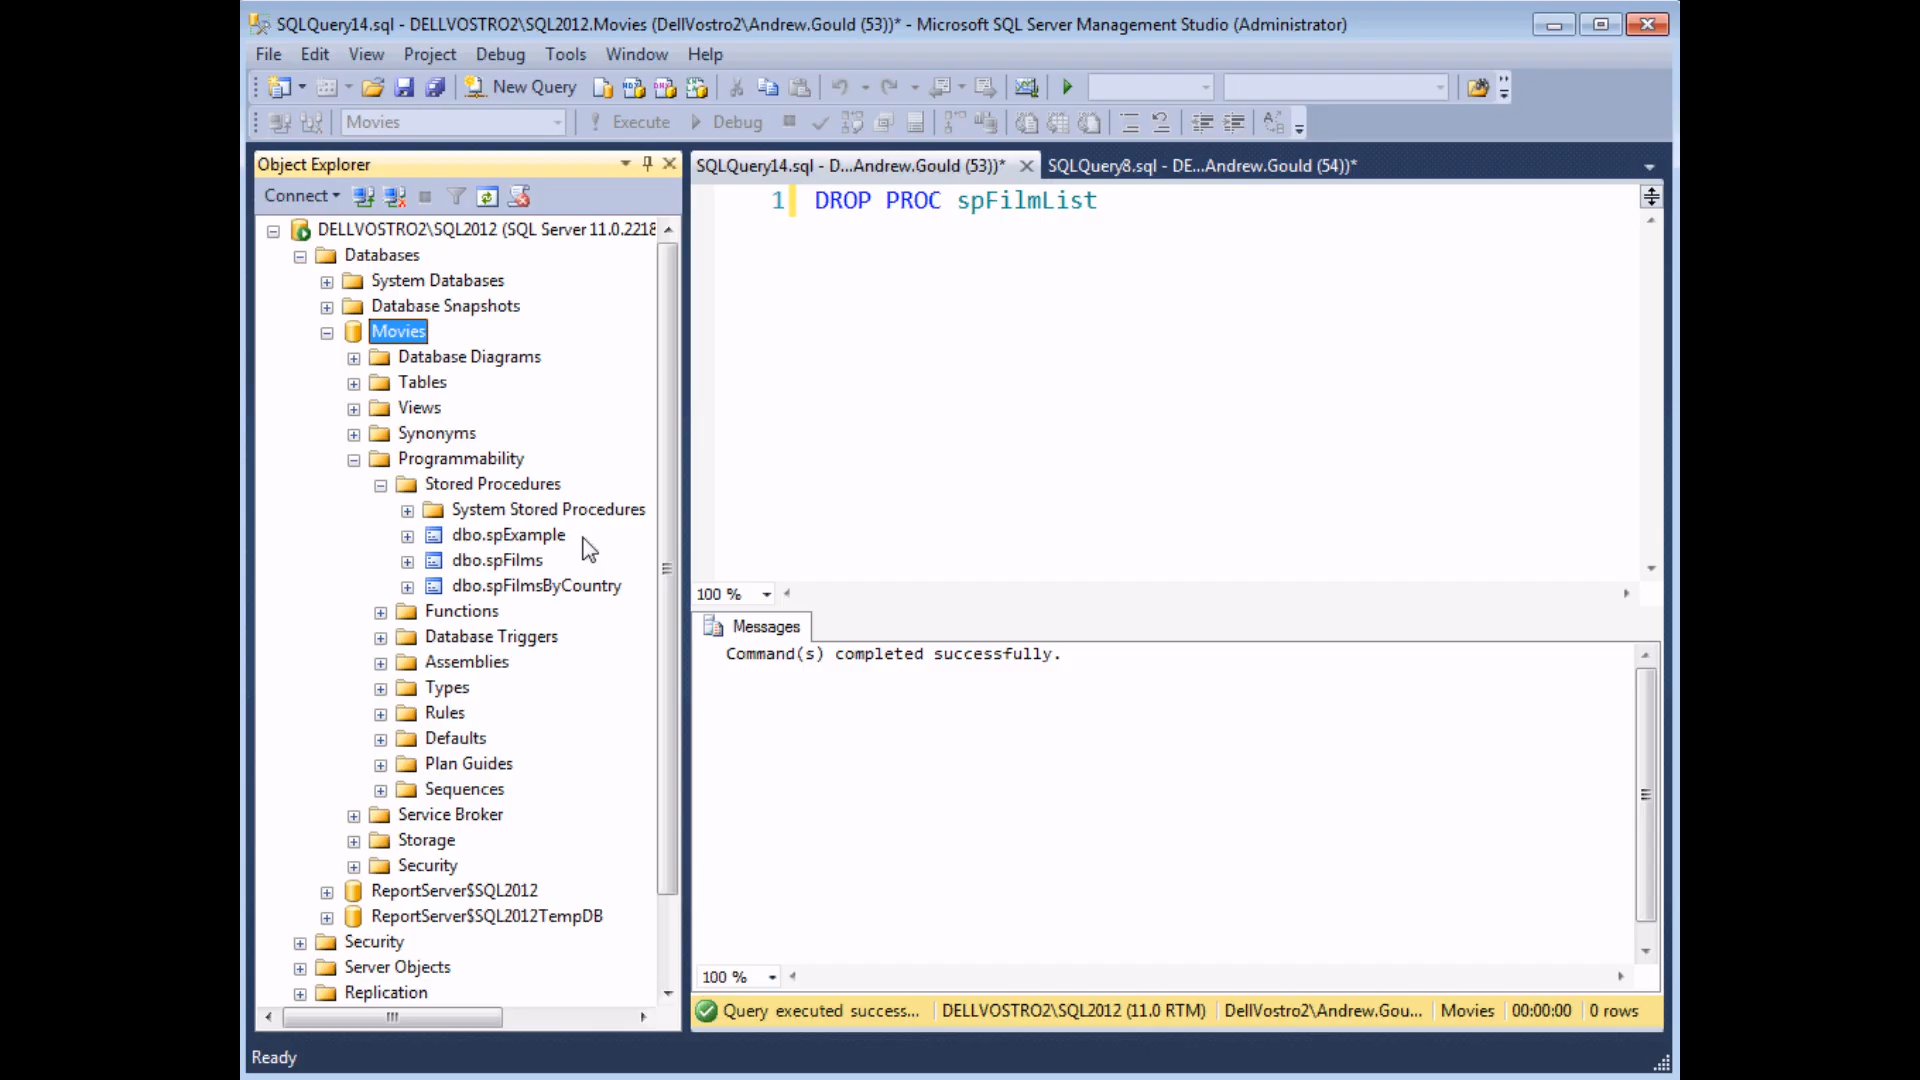 SQLQuery14.sql - DELLVOSTRO2\SQL2012.Movies (DellVostro2\Andrew.Gould (53))* - Microsoft SQL Server Management Studio (Administrator)
File Edit View Project Debug Tools Window Help
New Query
Movies Execute Debug
Object Explorer
SQLQuery14.sql - D...Andrew.Gould (53))* SQLQuery8.sql - DE...Andrew.Gould (54))*
Connect
1 DROP PROC spFilmList
DELLVOSTRO2\SQL2012 (SQL Server 11.0.2218
Databases
System Databases
Database Snapshots
Movies
Database Diagrams
Tables
Views
Synonyms
Programmability
Stored Procedures
System Stored Procedures
dbo.spExample
dbo.spFilms
dbo.spFilmsByCountry
Functions
Database Triggers
Assemblies
Types
Rules
Defaults
Plan Guides
Sequences
Service Broker
Storage
Security
ReportServer$SQL2012
ReportServer$SQL2012TempDB
Security
Server Objects
Replication
100 %
Messages
Command(s) completed successfully.
100 %
Query executed success... DELLVOSTRO2\SQL2012 (11.0 RTM) DellVostro2\Andrew.Gou... Movies 00:00:00 0 rows
Ready